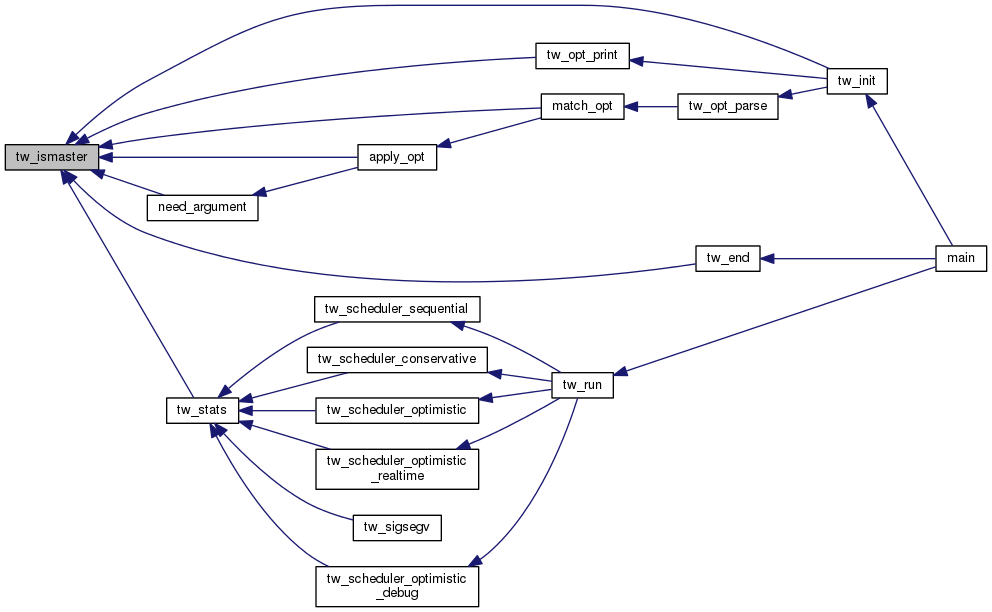 tw_opt_print
tw_init
match_opt
tw_opt_parse
tw_ismaster
apply_opt
need_argument
tw_end
main
tw_scheduler_sequential
tw_scheduler_conservative
tw_run
tw_stats
tw_scheduler_optimistic
tw_scheduler_optimistic
_realtime
tw_sigsegv
tw_scheduler_optimistic
_debug